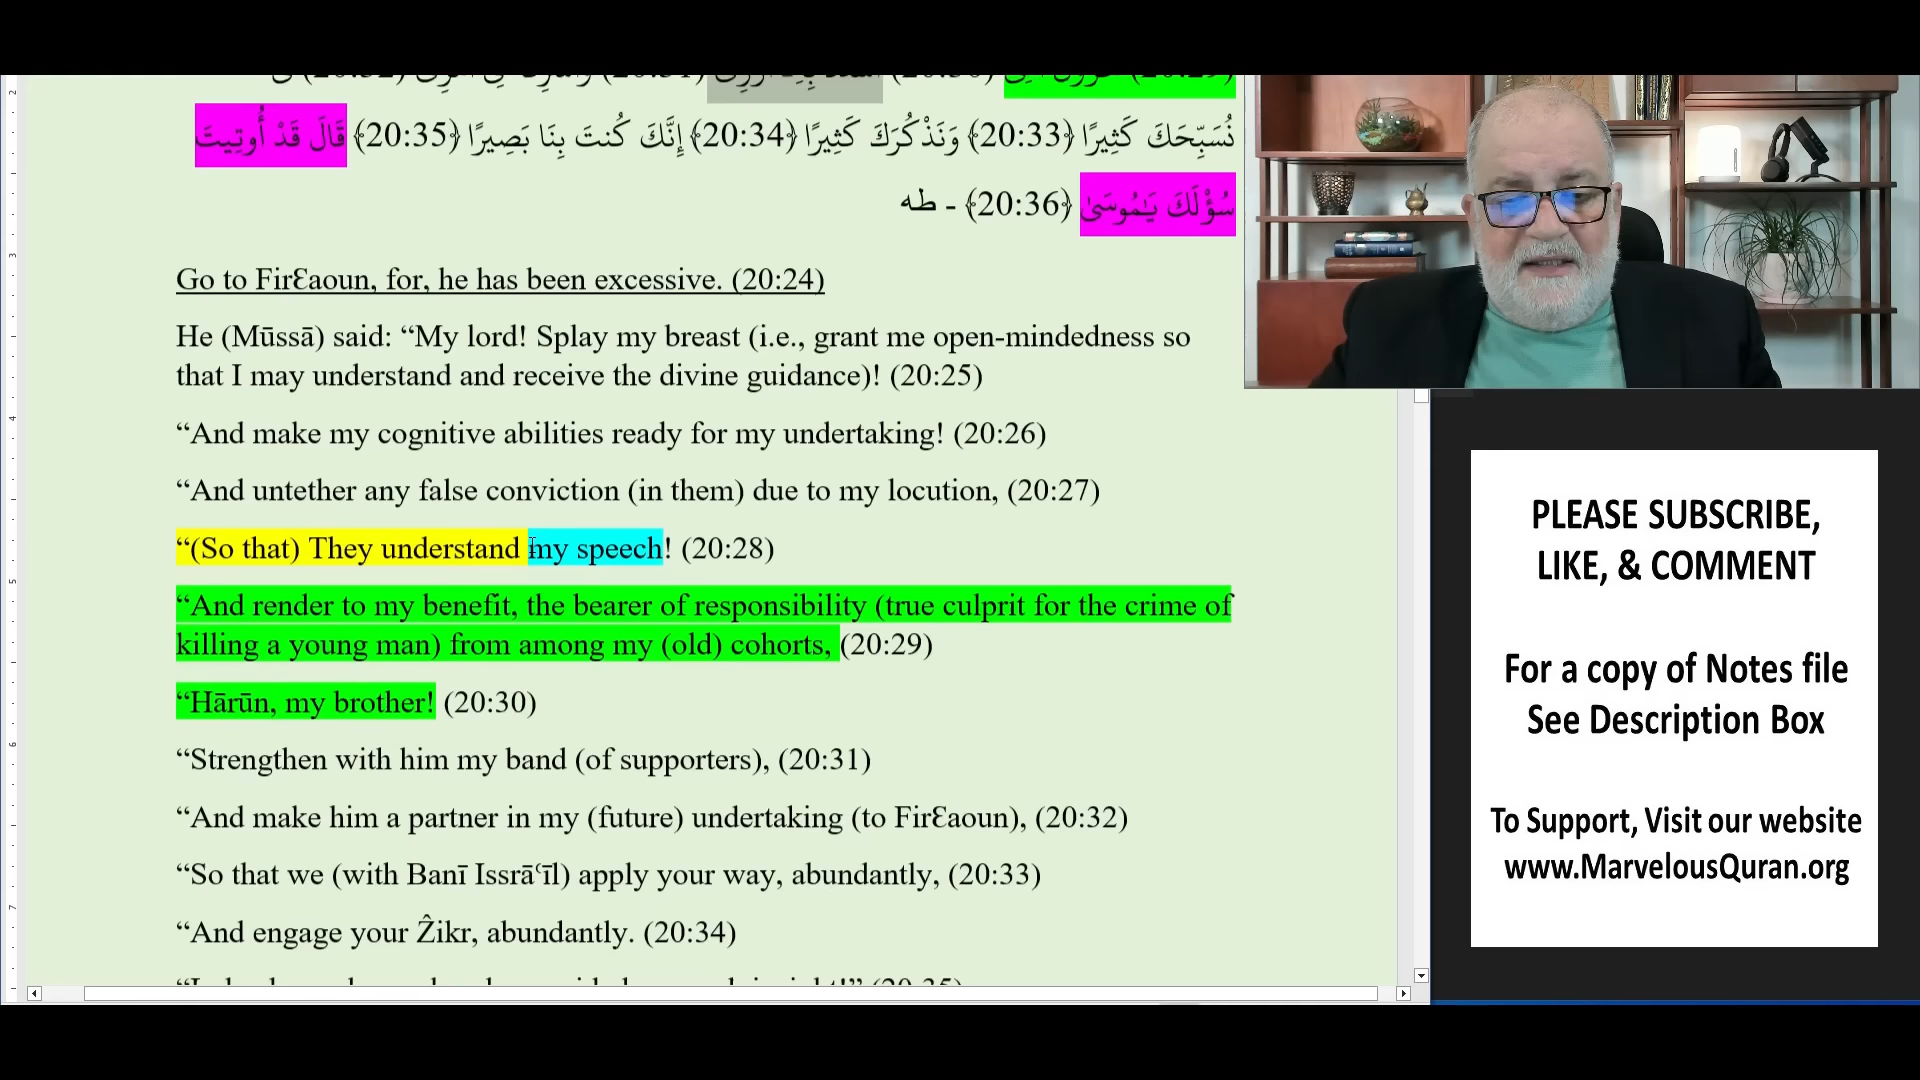 نُسَبِّحَكَ كَثِيرًا ﴿20:33﴾ وَنَذْكُرَكَ كَثِيرًا ﴿20:34﴾ إِنَّكَ كُنتَ بِنَا بَصِيرًا ﴿20:35﴾ قَالَ قَدْ أُوتِيتَ
سُؤْلَكَ يَـٰمُوسَىٰ ﴿20:36﴾ - طه
Go to FirƐaoun, for, he has been excessive. (20:24)
He (Mūssā) said: “My lord! Splay my breast (i.e., grant me open-mindedness so
that I may understand and receive the divine guidance)! (20:25)
“And make my cognitive abilities ready for my undertaking! (20:26)
“And untether any false conviction (in them) due to my locution, (20:27)
“(So that) They understand my speech! (20:28)
“And render to my benefit, the bearer of responsibility (true culprit for the crime of
killing a young man) from among my (old) cohorts, (20:29)
“Hārūn, my brother! (20:30)
“Strengthen with him my band (of supporters), (20:31)
“And make him a partner in my (future) undertaking (to FirƐaoun), (20:32)
“So that we (with Banī Issrāʿīl) apply your way, abundantly, (20:33)
“And engage your Ẑikr, abundantly. (20:34)
PLEASE SUBSCRIBE,
LIKE, & COMMENT
For a copy of Notes file
See Description Box
To Support, Visit our website
www.MarvelousQuran.org